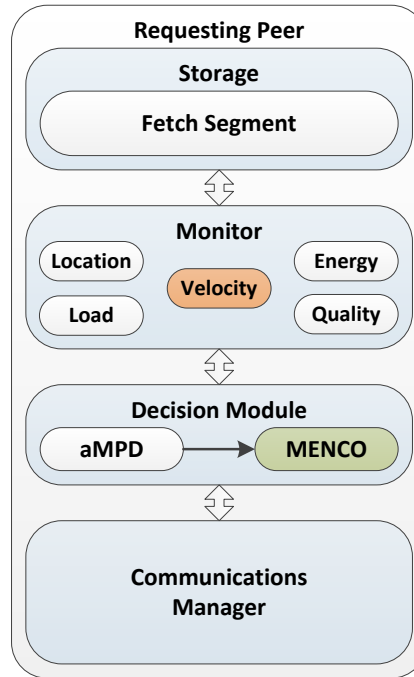 Requesting Peer
Storage
Fetch Segment
Monitor
Location
Energy
Velocity
Load
Quality
Decision Module
aMPD
MENCO
Communications
Manager